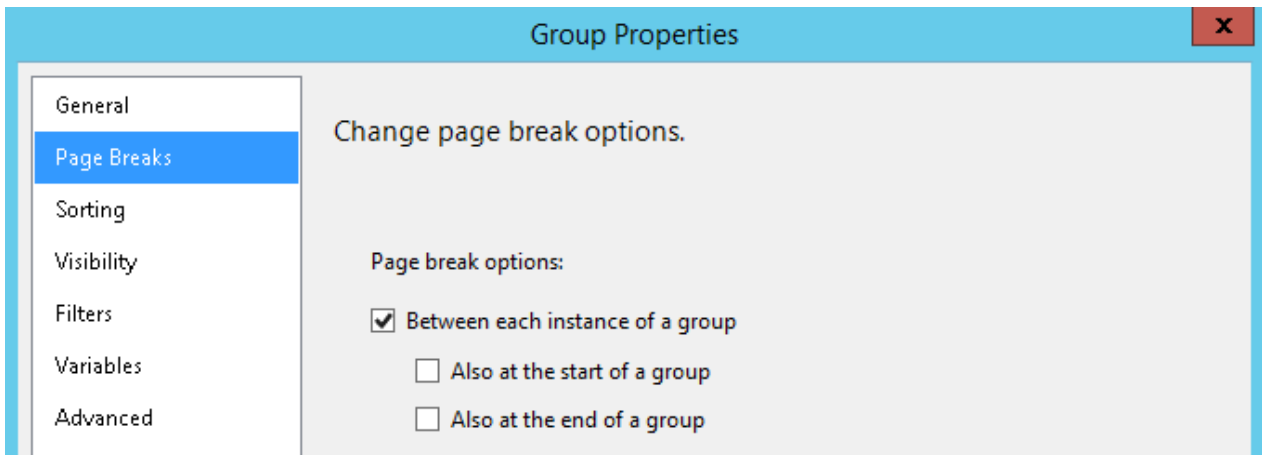 Group Properties
x
General
Page Breaks
Sorting
Visibility
Filters
Variables
Advanced
Change page break options.
Page break options:
Between each instance of a group
Also at the start of a group
Also at the end of a group